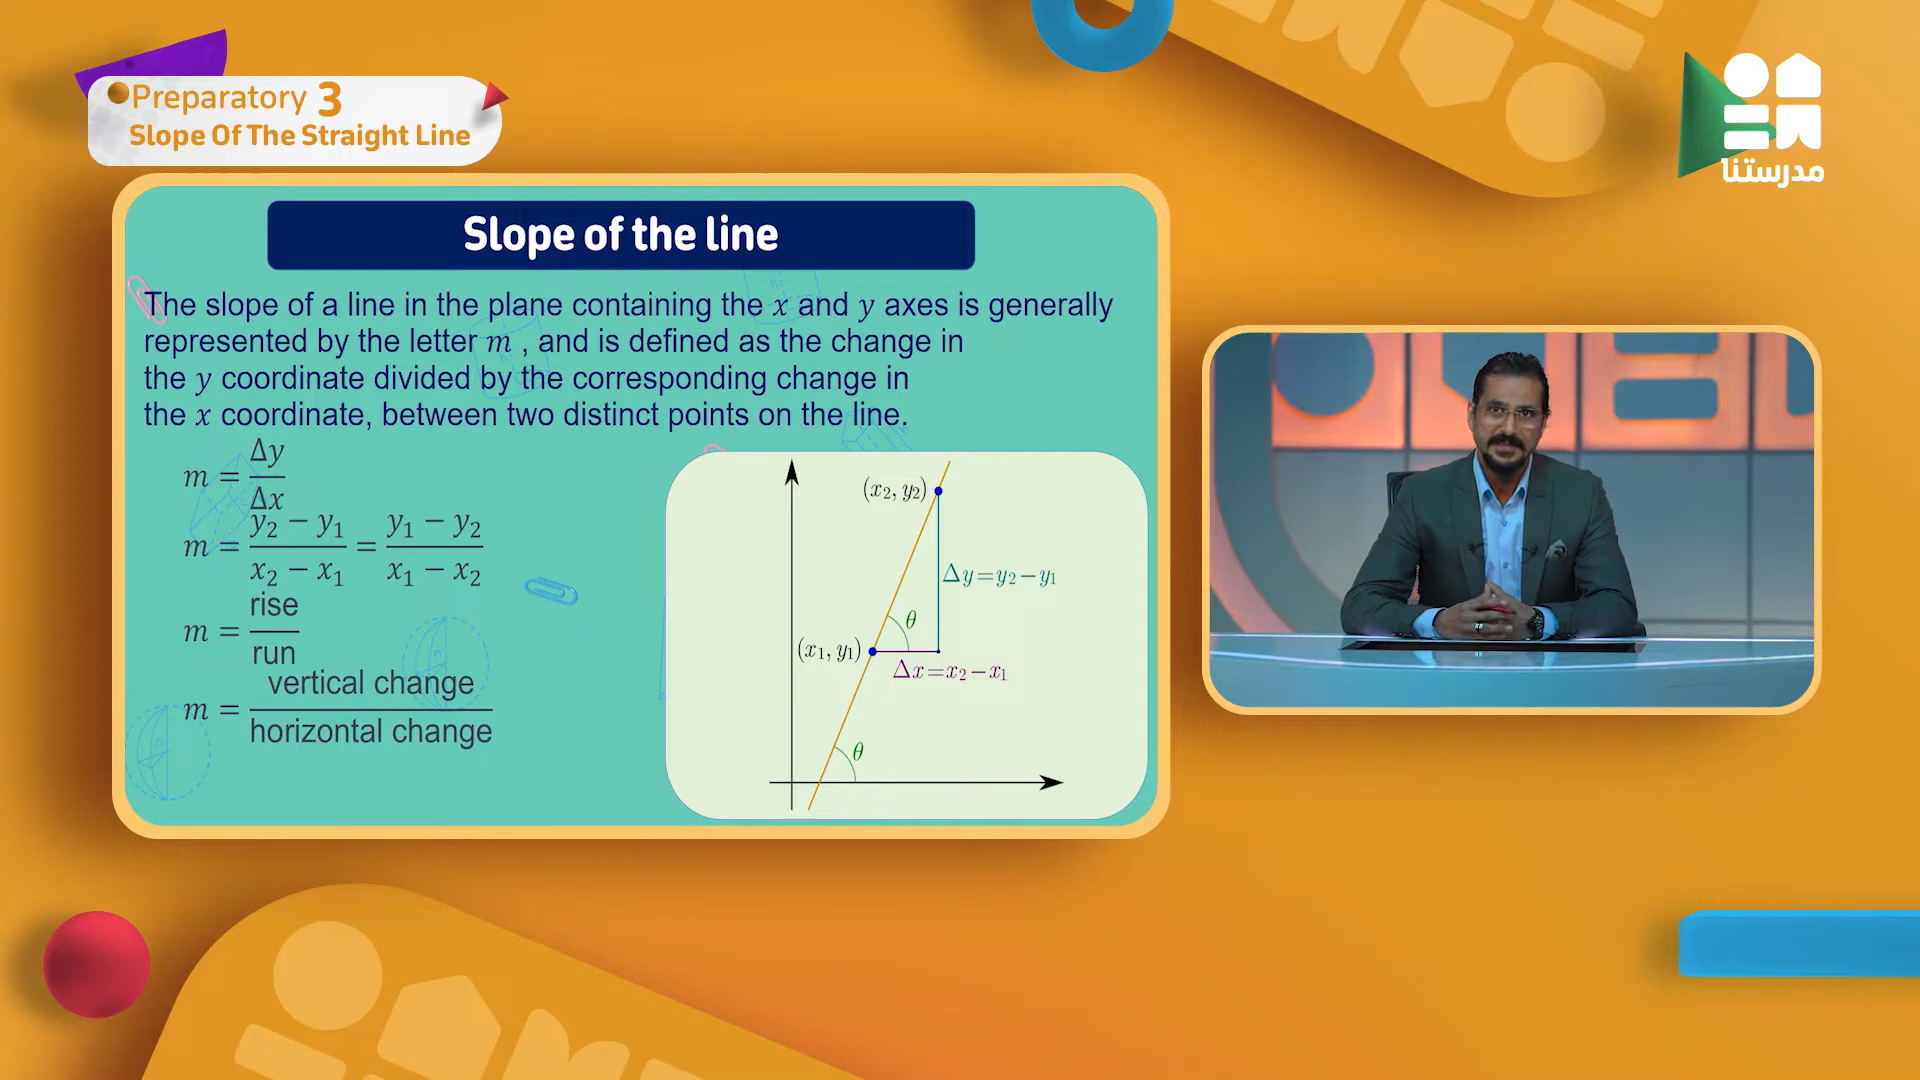 Preparatory 3
Slope Of The Straight Line
مدرستنا
Slope of the line
The slope of a line in the plane containing the x and y axes is generally
represented by the letter m , and is defined as the change in
the y coordinate divided by the corresponding change in
the x coordinate, between two distinct points on the line.
m = Δy/Δx
m = y₂ − y₁/x₂ − x₁ = y₁ − y₂/x₁ − x₂
m = rise/run
m = vertical change/horizontal change
(x₂, y₂)
Δy=y₂−y₁
θ
(x₁, y₁)
Δx=x₂−x₁
θ